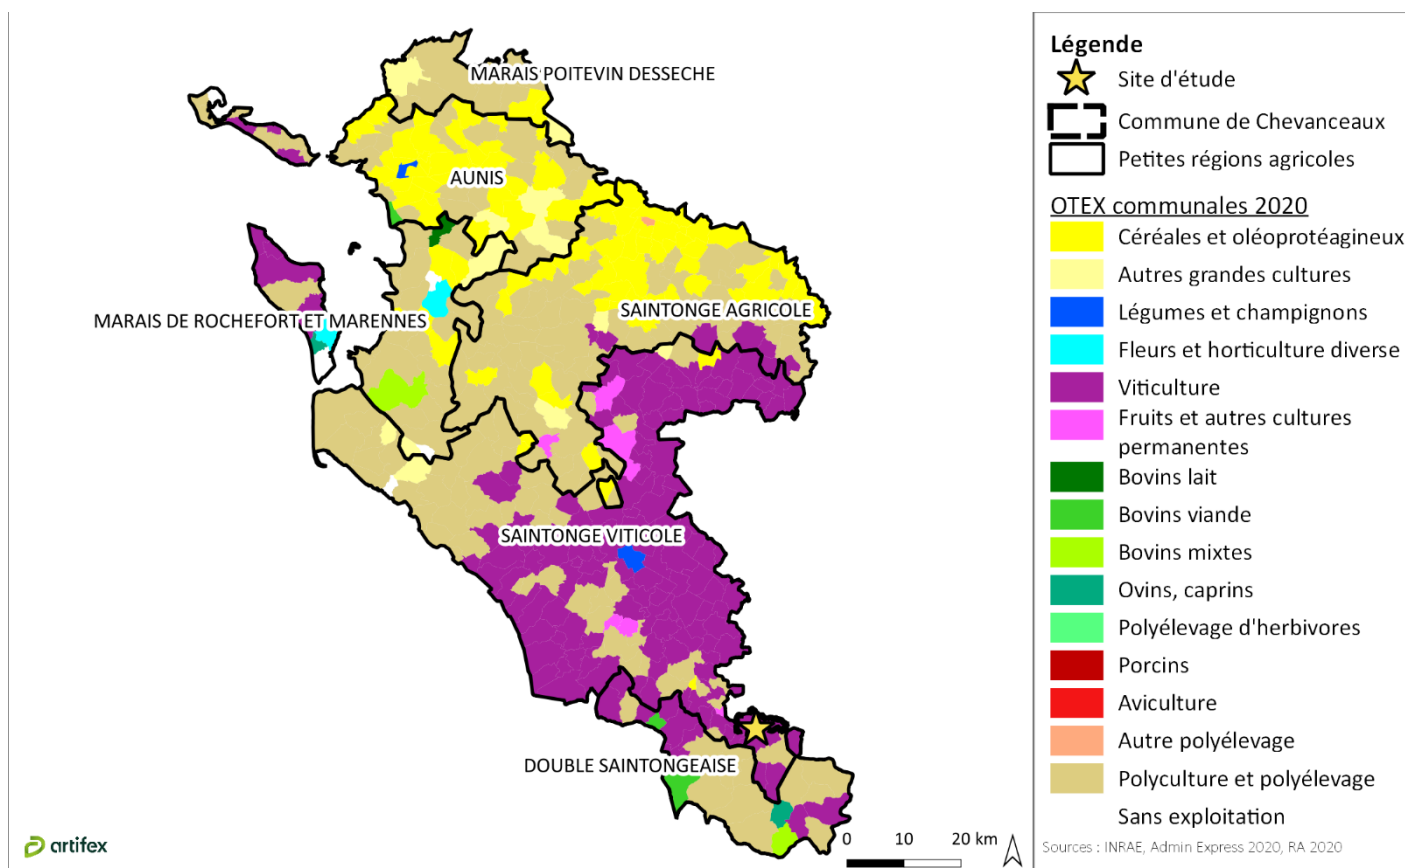 MARAIS POITEVIN DESSECHE
AUNIS
SAINTONGE AGRICOLE
MARAIS DE ROCHEFORT ET MARENNES
SAINTONGE VITICOLE
DOUBLE SAINTONGEAISE
artifex
0 10 20 km
Légende
Site d'étude
Commune de Chevanceaux
Petites régions agricoles
OTEX communales 2020
Céréales et oléoprotéagineux
Autres grandes cultures
Légumes et champignons
Fleurs et horticulture diverse
Viticulture
Fruits et autres cultures
permanentes
Bovins lait
Bovins viande
Bovins mixtes
Ovins, caprins
Polyélevage d'herbivores
Porcins
Aviculture
Autre polyélevage
Polyculture et polyélevage
Sans exploitation
Sources : INRAE, Admin Express 2020, RA 2020